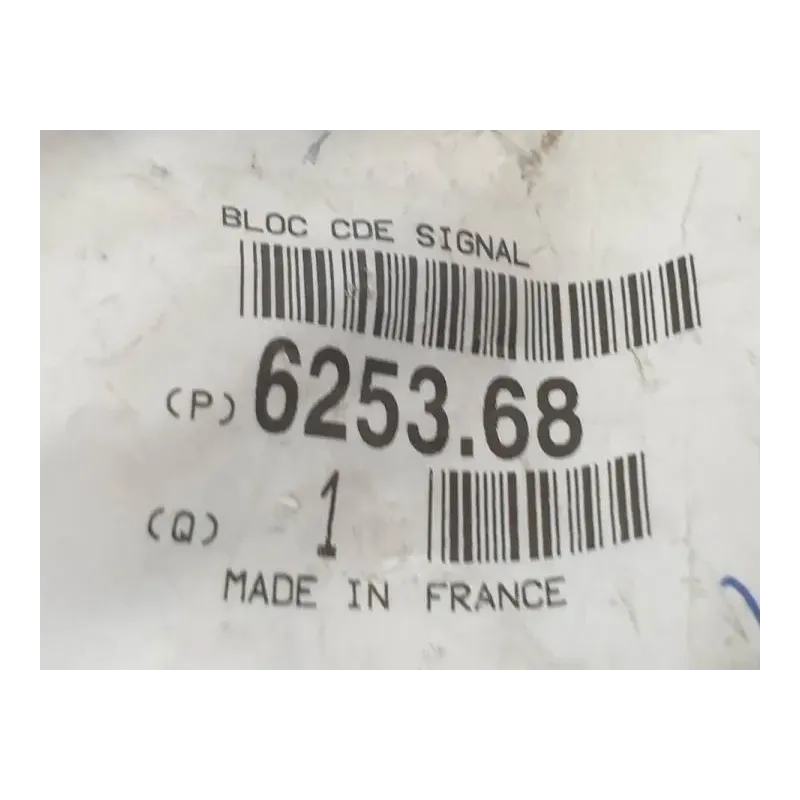 BLOC CDE SIGNAL
(P) 6253.68
(Q) 1
MADE IN FRANCE